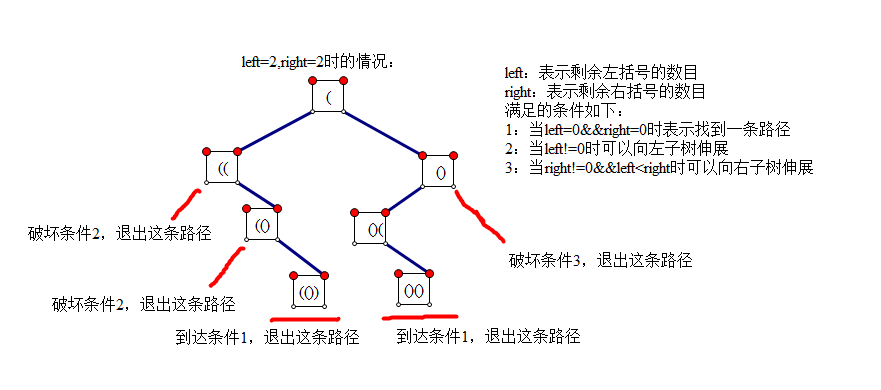 left=2,right=2时的情况：
left：表示剩余左括号的数目
right：表示剩余右括号的数目
满足的条件如下：
1：当left=0&&right=0时表示找到一条路径
2：当left!=0时可以向左子树伸展
3：当right!=0&&left<right时可以向右子树伸展
(
((
()
(()
()(
破坏条件2，退出这条路径
破坏条件3，退出这条路径
(())
()()
破坏条件2，退出这条路径
到达条件1，退出这条路径
到达条件1，退出这条路径